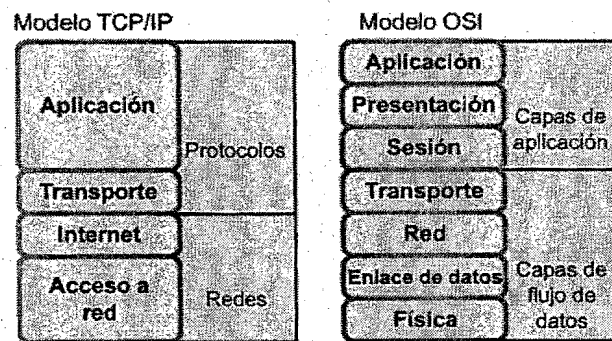 Modelo TCP/IP
Aplicación
Transporte
Internet
Acceso a
red
Protocolos
Redes
Modelo OSI
Aplicación
Presentación
Sesión
Transporte
Red
Enlace de datos
Física
Capas de
aplicación
Capas de
flujo de
datos